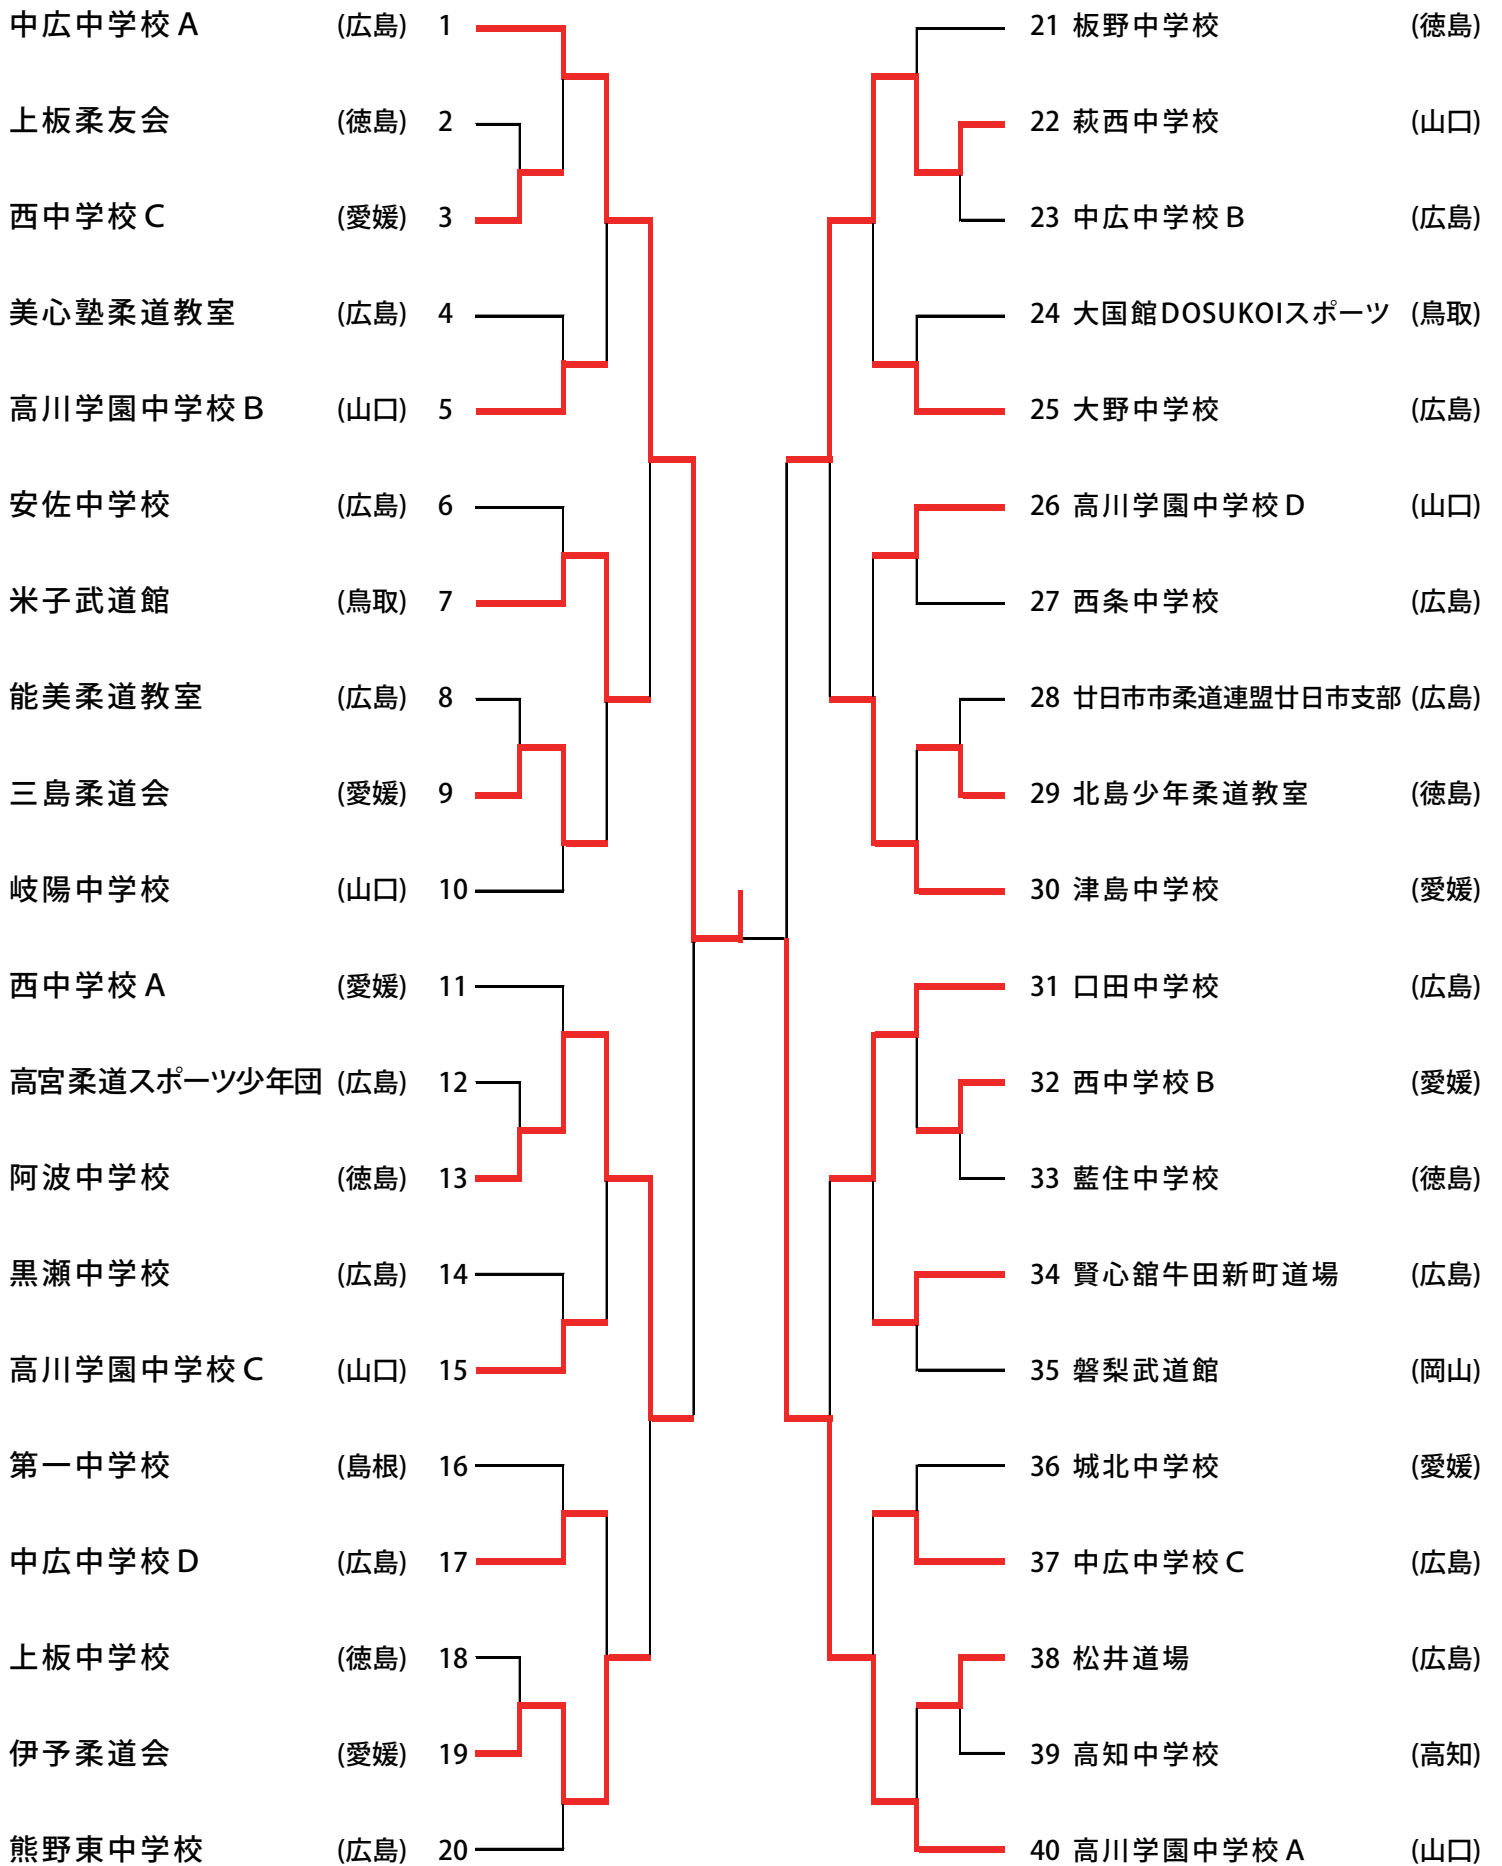 中広中学校 A (広島) 1
上板柔友会 (徳島) 2
西中学校 C (愛媛) 3
美心塾柔道教室 (広島) 4
高川学園中学校 B (山口) 5
安佐中学校 (広島) 6
米子武道館 (鳥取) 7
能美柔道教室 (広島) 8
三島柔道会 (愛媛) 9
岐陽中学校 (山口) 10
西中学校 A (愛媛) 11
高宮柔道スポーツ少年団 (広島) 12
阿波中学校 (徳島) 13
黒瀬中学校 (広島) 14
高川学園中学校 C (山口) 15
第一中学校 (島根) 16
中広中学校 D (広島) 17
上板中学校 (徳島) 18
伊予柔道会 (愛媛) 19
熊野東中学校 (広島) 20
21 板野中学校 (徳島)
22 萩西中学校 (山口)
23 中広中学校 B (広島)
24 大国館DOSUKOIスポーツ (鳥取)
25 大野中学校 (広島)
26 高川学園中学校 D (山口)
27 西条中学校 (広島)
28 廿日市市柔道連盟廿日市支部 (広島)
29 北島少年柔道教室 (徳島)
30 津島中学校 (愛媛)
31 口田中学校 (広島)
32 西中学校 B (愛媛)
33 藍住中学校 (徳島)
34 賢心舘牛田新町道場 (広島)
35 磐梨武道館 (岡山)
36 城北中学校 (愛媛)
37 中広中学校 C (広島)
38 松井道場 (広島)
39 高知中学校 (高知)
40 高川学園中学校 A (山口)